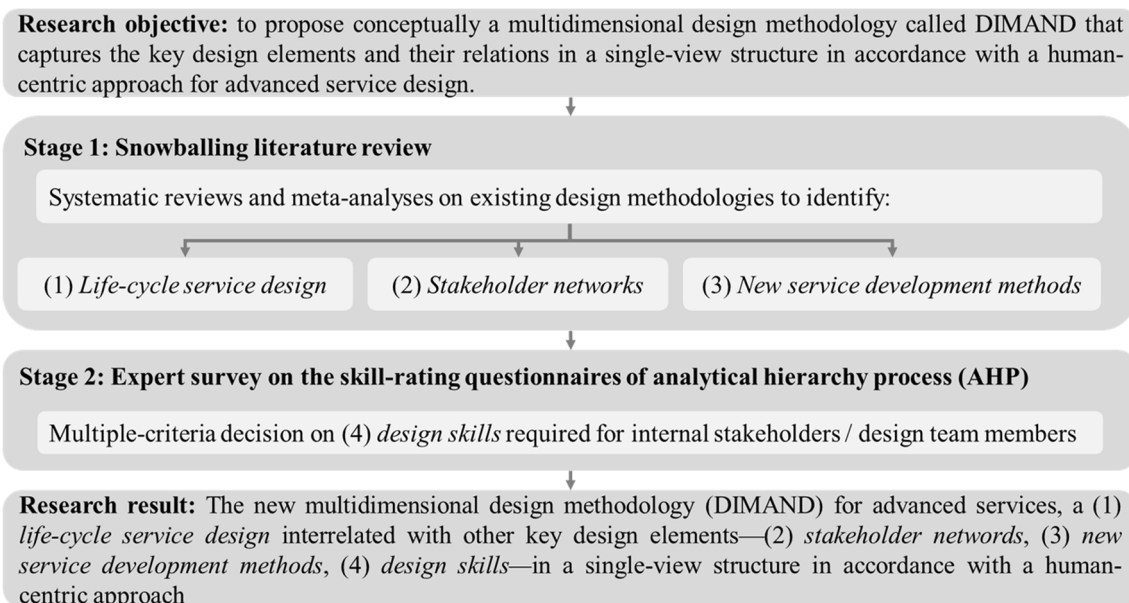 Research objective: to propose conceptually a multidimensional design methodology called DIMAND that
captures the key design elements and their relations in a single-view structure in accordance with a human-
centric approach for advanced service design.
Stage 1: Snowballing literature review
Systematic reviews and meta-analyses on existing design methodologies to identify:
(1) Life-cycle service design
(2) Stakeholder networks
(3) New service development methods
Stage 2: Expert survey on the skill-rating questionnaires of analytical hierarchy process (AHP)
Multiple-criteria decision on (4) design skills required for internal stakeholders / design team members
Research result: The new multidimensional design methodology (DIMAND) for advanced services, a (1)
life-cycle service design interrelated with other key design elements—(2) stakeholder networds, (3) new
service development methods, (4) design skills—in a single-view structure in accordance with a human-
centric approach